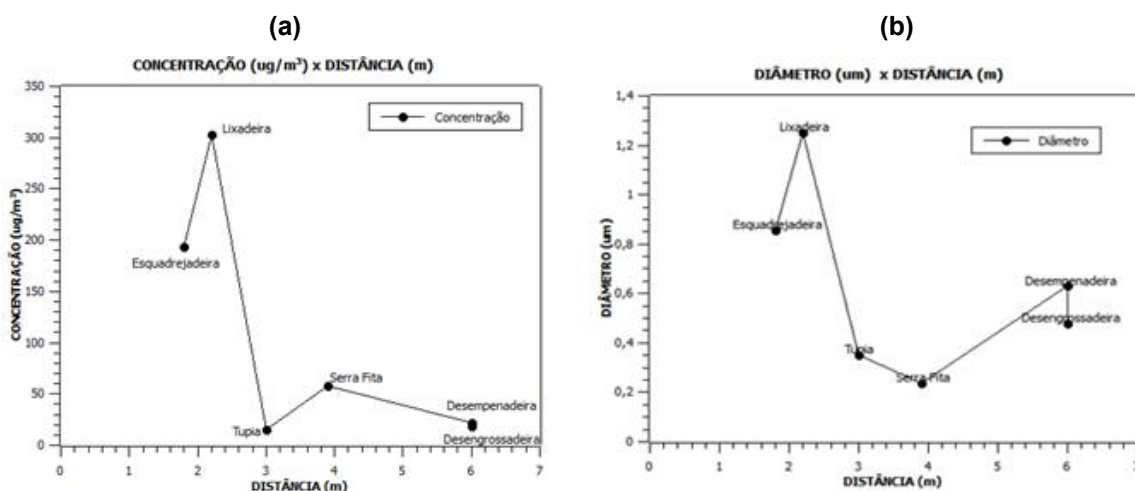 (a)
CONCENTRAÇÃO (ug/m³) x DISTÂNCIA (m)
350
300
250
200
150
100
50
0
CONCENTRAÇÃO (ug/m³)
Concentração
Lixadeira
Esquadrejadeira
Tupia
Serra Fita
Desempenadeira
Desengrossadeira
0 1 2 3 4 5 6 7
DISTÂNCIA (m)
(b)
DIÂMETRO (um) x DISTÂNCIA (m)
1,4
1,2
1
0,8
0,6
0,4
0,2
0
DIÂMETRO (um)
Diâmetro
Lixadeira
Esquadrejadeira
Tupia
Serra Fita
Desempenadeira
Desengrossadeira
0 1 2 3 4 5 6 7
DISTÂNCIA (m)